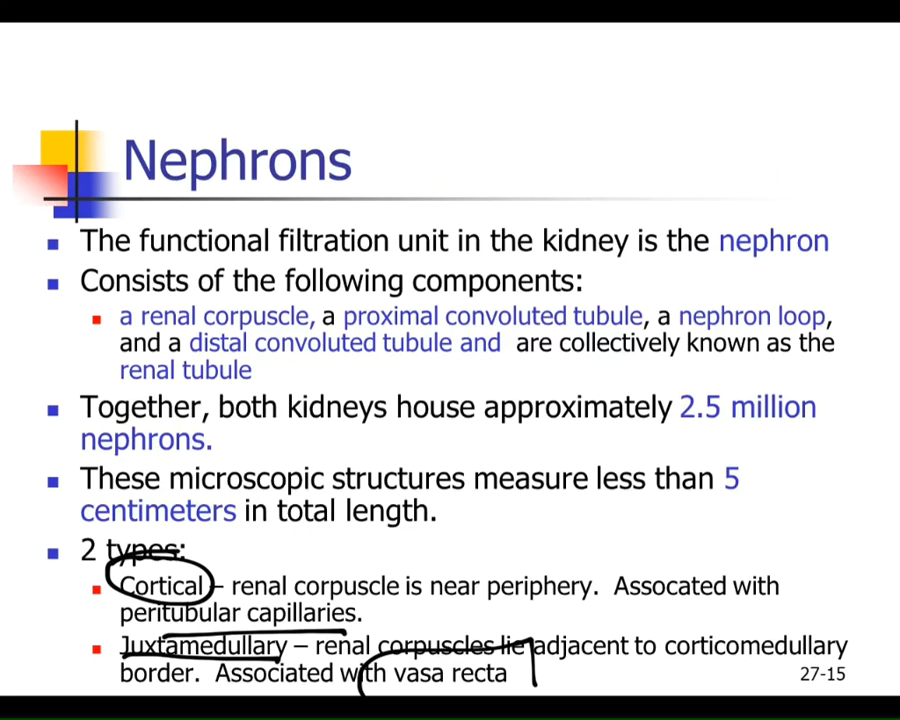 Nephrons
The functional filtration unit in the kidney is the nephron
Consists of the following components:
a renal corpuscle, a proximal convoluted tubule, a nephron loop,
and a distal convoluted tubule and are collectively known as the
renal tubule
Together, both kidneys house approximately 2.5 million
nephrons.
These microscopic structures measure less than 5
centimeters in total length.
2 types:
Cortical – renal corpuscle is near periphery. Assocated with
peritubular capillaries.
Juxtamedullary – renal corpuscles lie adjacent to corticomedullary
border. Associated with vasa recta
27-15